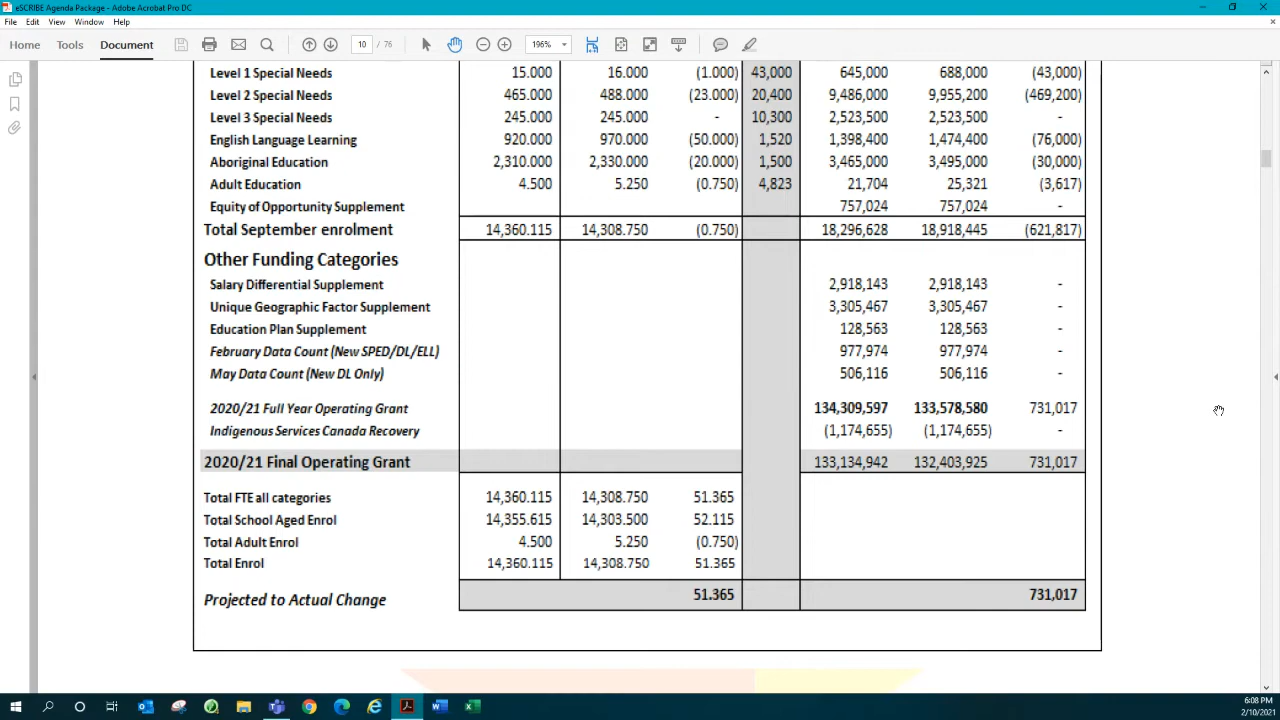 eSCRIBE Agenda Package - Adobe Acrobat Pro DC
File Edit View Window Help
Home Tools Document 10 / 76 196%
Level 1 Special Needs 15.000 16.000 (1.000) 43,000 645,000 688,000 (43,000)
Level 2 Special Needs 465.000 488.000 (23.000) 20,400 9,486,000 9,955,200 (469,200)
Level 3 Special Needs 245.000 245.000 - 10,300 2,523,500 2,523,500 -
English Language Learning 920.000 970.000 (50.000) 1,520 1,398,400 1,474,400 (76,000)
Aboriginal Education 2,310.000 2,330.000 (20.000) 1,500 3,465,000 3,495,000 (30,000)
Adult Education 4.500 5.250 (0.750) 4,823 21,704 25,321 (3,617)
Equity of Opportunity Supplement 757,024 757,024 -
Total September enrolment 14,360.115 14,308.750 (0.750) 18,296,628 18,918,445 (621,817)
Other Funding Categories
Salary Differential Supplement 2,918,143 2,918,143 -
Unique Geographic Factor Supplement 3,305,467 3,305,467 -
Education Plan Supplement 128,563 128,563 -
February Data Count (New SPED/DL/ELL) 977,974 977,974 -
May Data Count (New DL Only) 506,116 506,116 -
2020/21 Full Year Operating Grant 134,309,597 133,578,580 731,017
Indigenous Services Canada Recovery (1,174,655) (1,174,655) -
2020/21 Final Operating Grant 133,134,942 132,403,925 731,017
Total FTE all categories 14,360.115 14,308.750 51.365
Total School Aged Enrol 14,355.615 14,303.500 52.115
Total Adult Enrol 4.500 5.250 (0.750)
Total Enrol 14,360.115 14,308.750 51.365
Projected to Actual Change 51.365 731,017
6:08 PM
2/10/2021